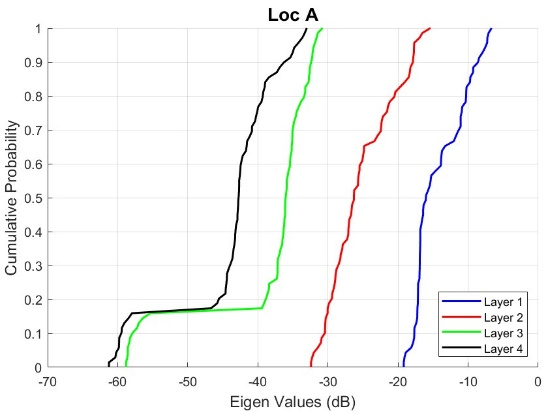 Loc A
1
0.9
0.8
0.7
0.6
0.5
0.4
0.3
0.2
0.1
0
Cumulative Probability
Layer 1
Layer 2
Layer 3
Layer 4
-70 -60 -50 -40 -30 -20 -10 0
Eigen Values (dB)